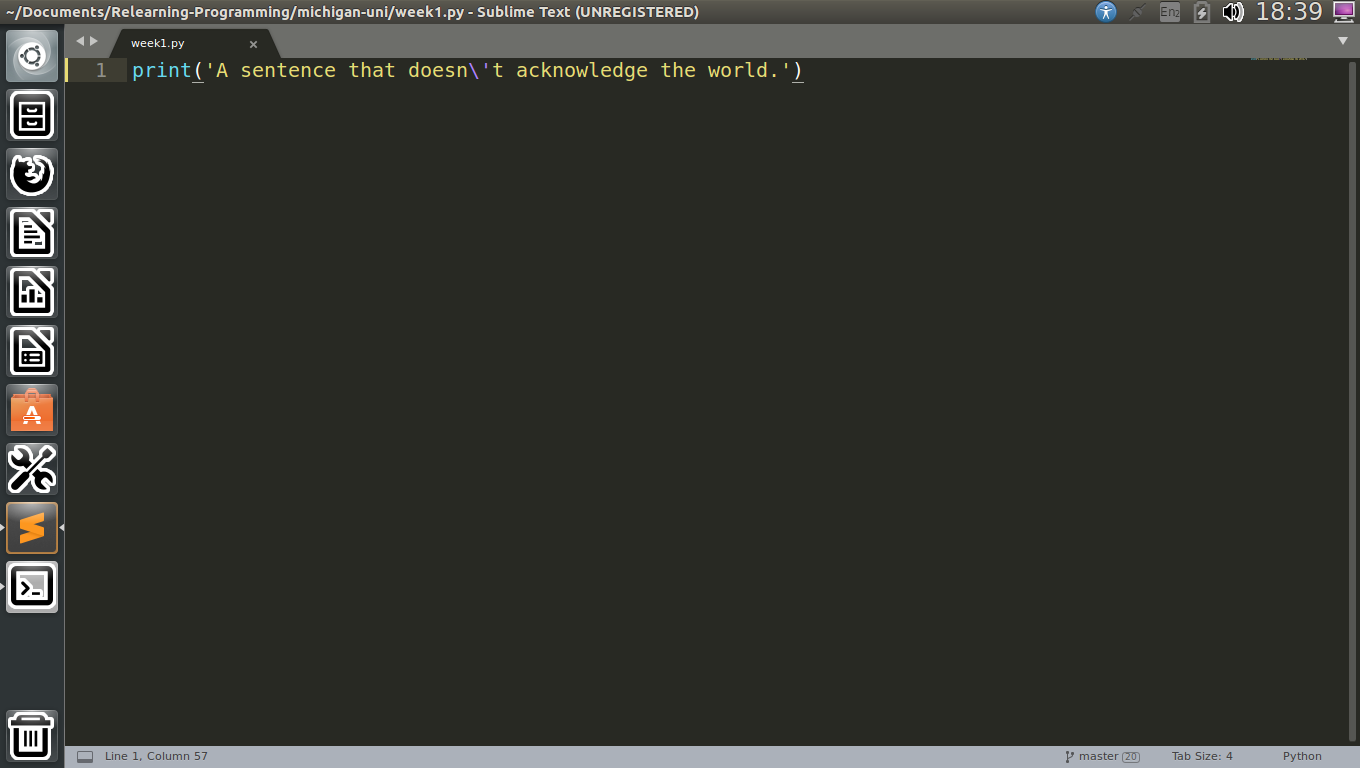 ~/Documents/Relearning-Programming/michigan-uni/week1.py - Sublime Text (UNREGISTERED)
En2
18:39
week1.py
1 print('A sentence that doesn\'t acknowledge the world.')
Line 1, Column 57
master 20
Tab Size: 4
Python